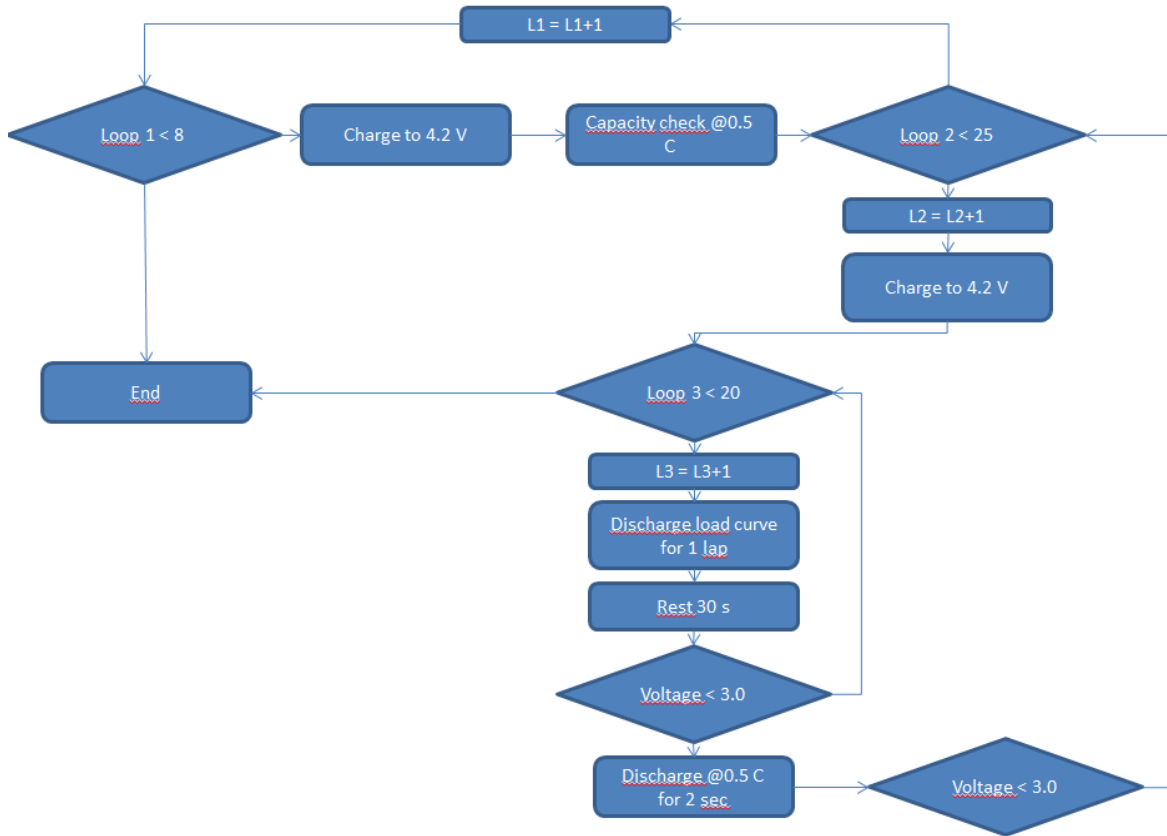 L1 = L1+1
Loop 1 < 8
Charge to 4.2 V
Capacity check @0.5
C
Loop 2 < 25
L2 = L2+1
Charge to 4.2 V
End
Loop 3 < 20
L3 = L3+1
Discharge load curve
for 1 lap
Rest 30 s
Voltage < 3.0
Discharge @0.5 C
for 2 sec
Voltage < 3.0